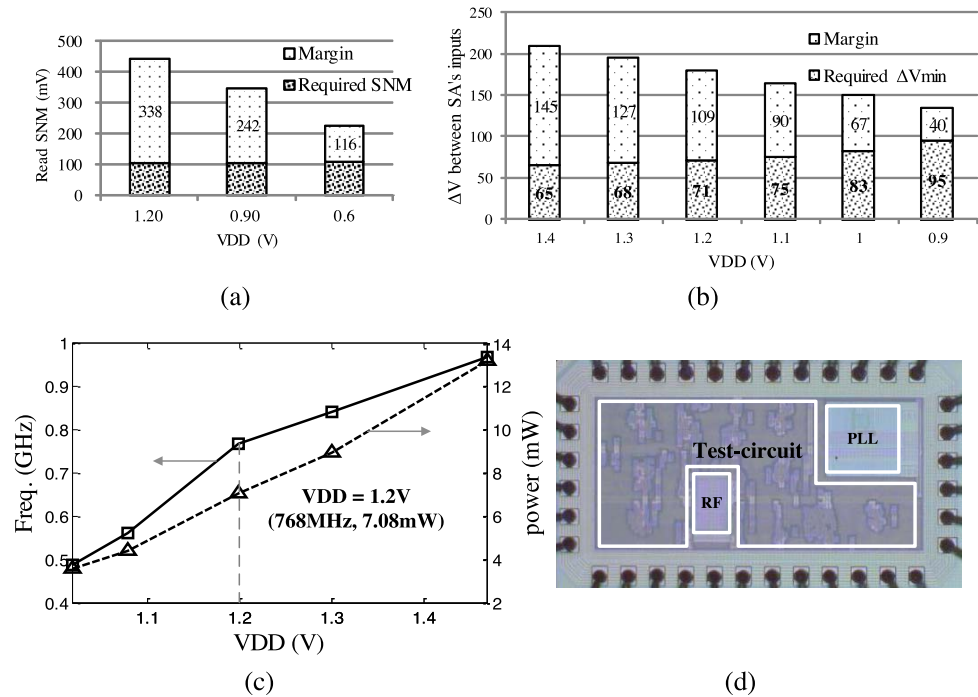 (a)
500
400
300
200
100
0
Read SNM (mV)
Margin
Required SNM
338
242
116
1.20
0.90
0.6
VDD (V)
(b)
250
200
150
100
50
0
ΔV between SA's inputs
Margin
Required ΔVmin
145
127
109
90
67
40
65
68
71
75
83
95
1.4
1.3
1.2
1.1
1
0.9
VDD (V)
(a)
(b)
1
0.9
0.8
0.7
0.6
0.5
0.4
Freq. (GHz)
14
12
10
8
6
4
2
power (mW)
VDD = 1.2V
(768MHz, 7.08mW)
1.1
1.2
1.3
1.4
VDD (V)
Test-circuit
PLL
RF
(c)
(d)